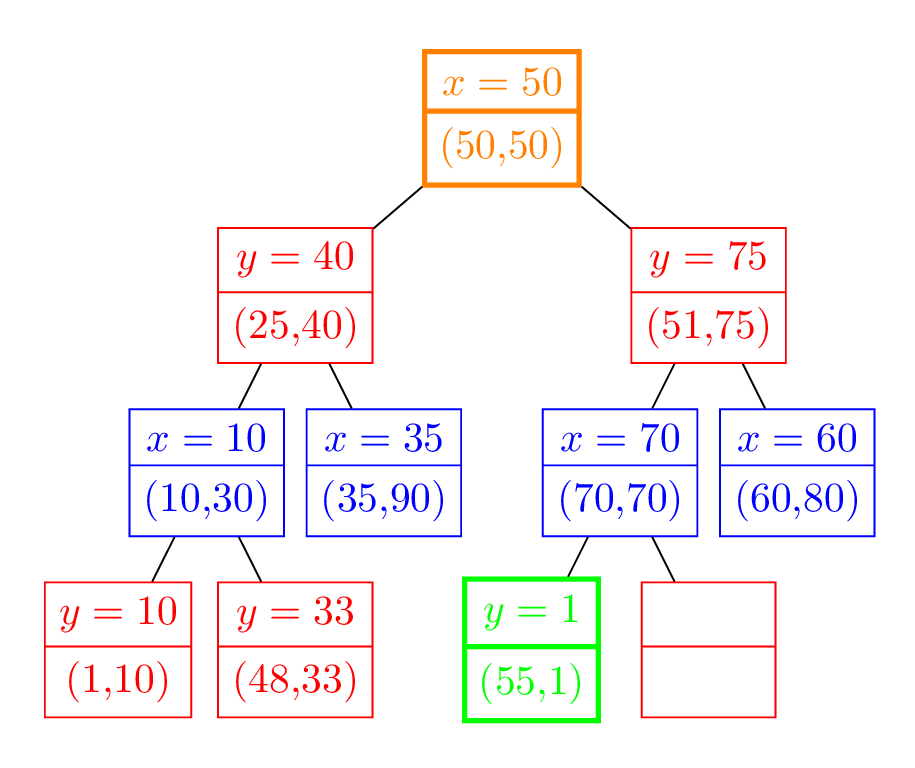 x = 50
(50,50)
y = 40
(25,40)
y = 75
(51,75)
x = 10
(10,30)
x = 35
(35,90)
x = 70
(70,70)
x = 60
(60,80)
y = 10
(1,10)
y = 33
(48,33)
y = 1
(55,1)